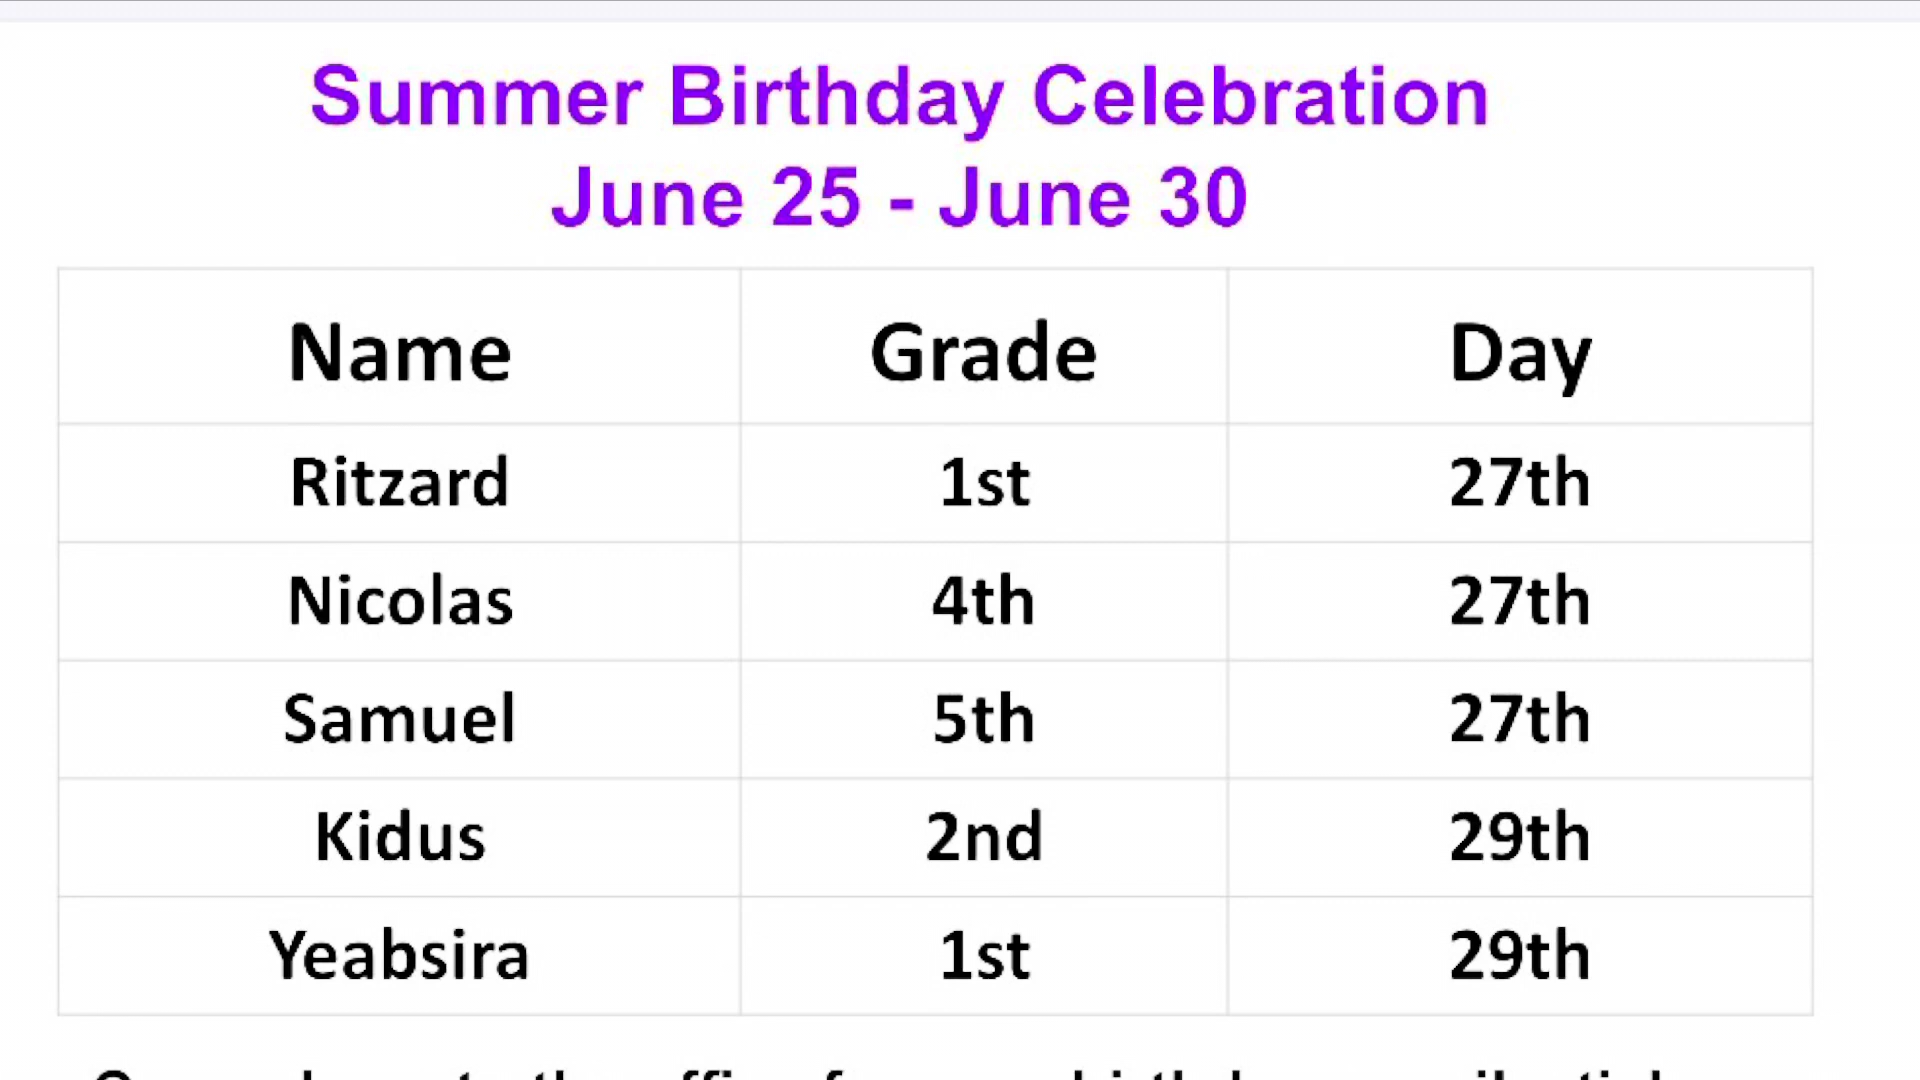 Summer Birthday Celebration
June 25 - June 30
Name Grade Day
Ritzard 1st 27th
Nicolas 4th 27th
Samuel 5th 27th
Kidus 2nd 29th
Yeabsira 1st 29th